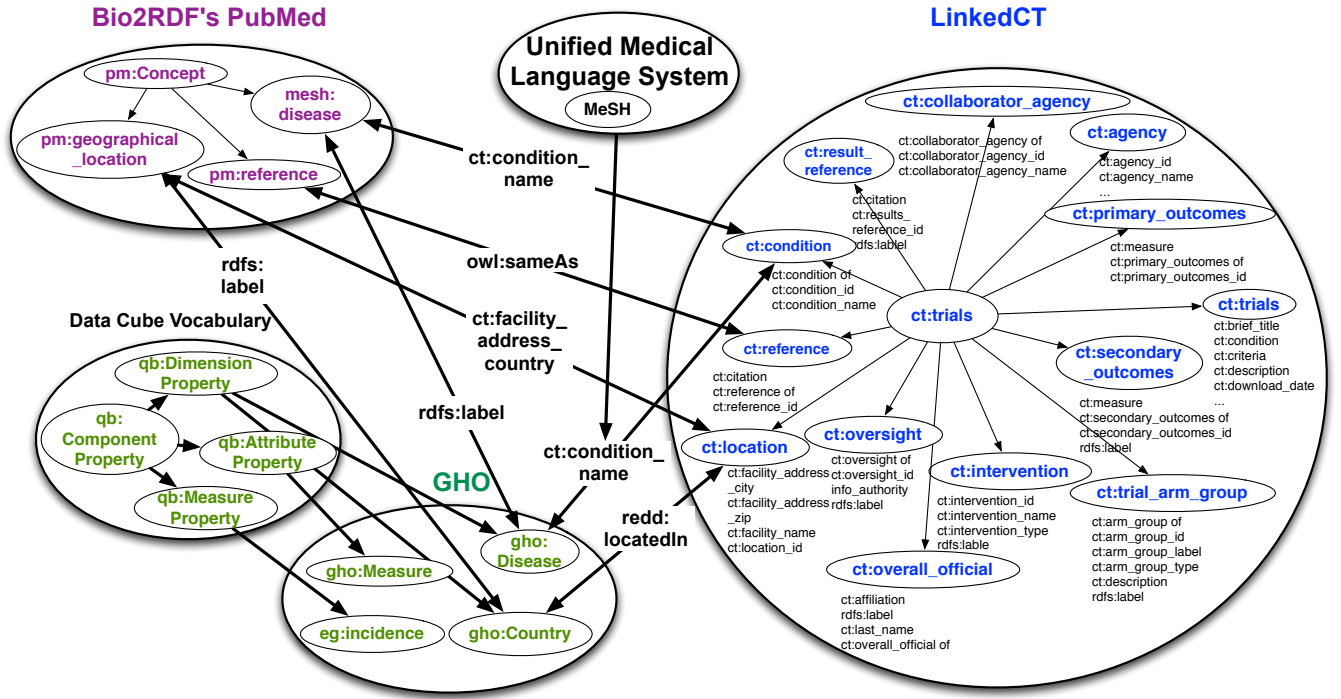 Bio2RDF's PubMed
pm:Concept
mesh:
disease
pm:geographical
_location
pm:reference
Unified Medical
Language System
MeSH
LinkedCT
ct:collaborator_agency
ct:collaborator_agency of
ct:collaborator_agency_id
ct:collaborator_agency_name
ct:agency
ct:agency_id
ct:agency_name
...
ct:result_
reference
ct:citation
ct:results_
reference_id
rdfs:lablel
ct:primary_outcomes
ct:measure
ct:primary_outcomes of
ct:primary_outcomes_id
ct:condition
ct:condition of
ct:condition_id
ct:condition_name
ct:trials
ct:trials
ct:brief_title
ct:condition
ct:criteria
ct:description
ct:download_date
...
ct:reference
ct:citation
ct:reference of
ct:reference_id
ct:secondary
_outcomes
ct:measure
ct:secondary_outcomes of
ct:secondary_outcomes_id
rdfs:label
ct:location
ct:facility_address
_city
ct:facility_address
_zip
ct:facility_name
ct:location_id
ct:oversight
ct:oversight of
ct:oversight_id
info_authority
rdfs:label
ct:intervention
ct:intervention_id
ct:intervention_name
ct:intervention_type
rdfs:lable
ct:trial_arm_group
ct:arm_group of
ct:arm_group_id
ct:arm_group_label
ct:arm_group_type
ct:description
rdfs:label
ct:overall_official
ct:affiliation
rdfs:label
ct:last_name
ct:overall_official of
ct:condition_
name
owl:sameAs
rdfs:
label
ct:facility_
address_
country
rdfs:label
ct:condition_
name
redd:
locatedIn
Data Cube Vocabulary
qb:Dimension
Property
qb:
Component
Property
qb:Attribute
Property
qb:Measure
Property
GHO
gho:
Disease
gho:Measure
eg:incidence
gho:Country